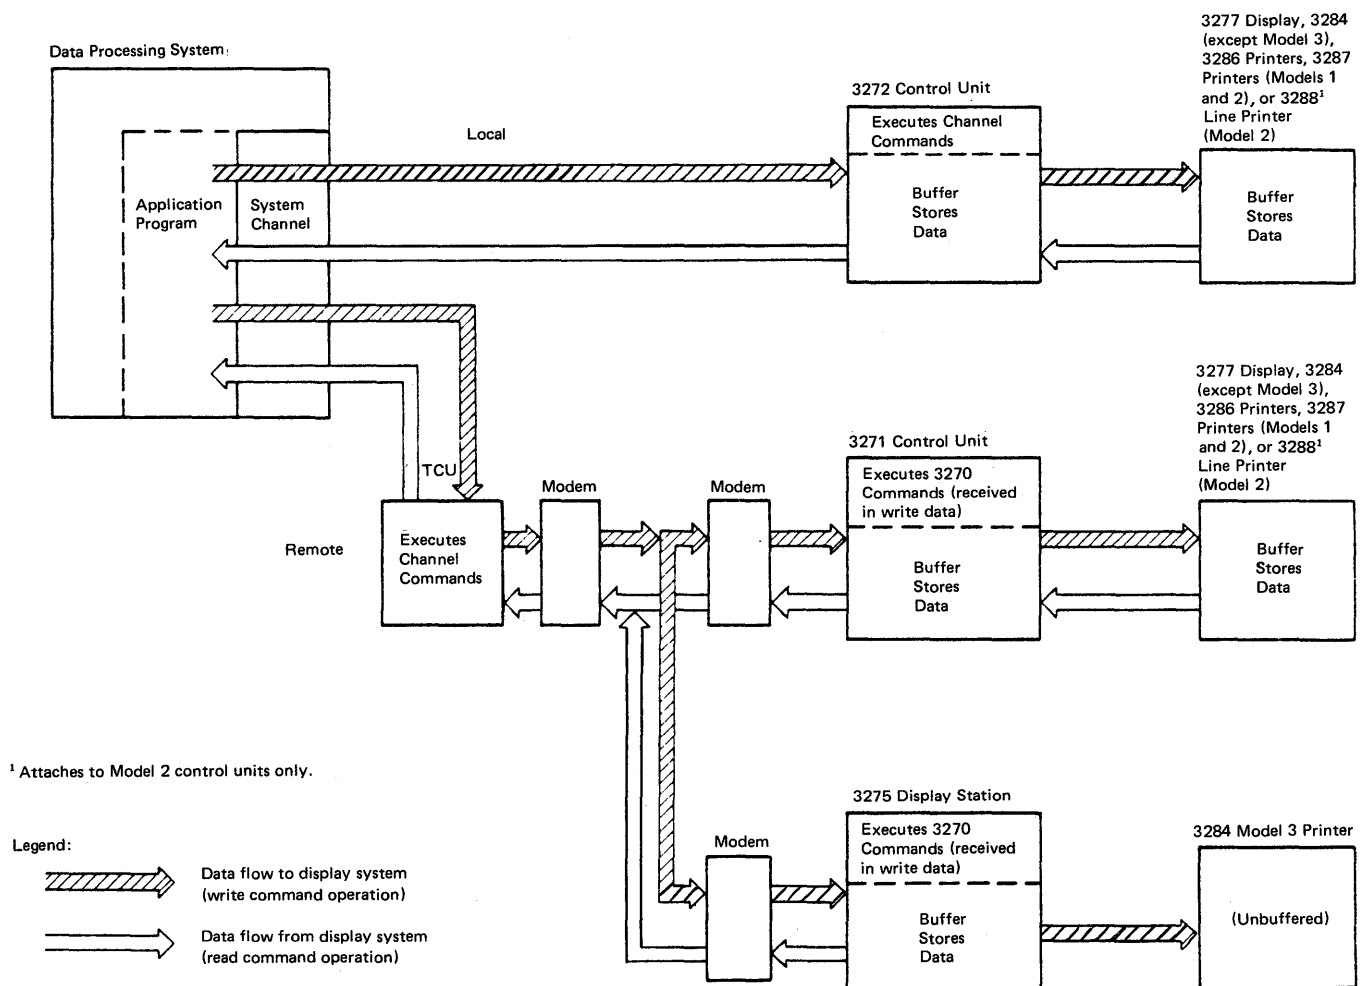 3277 Display, 3284
(except Model 3),
3286 Printers, 3287
Printers (Models 1
and 2), or 3288¹
Line Printer
(Model 2)
Data Processing System
3272 Control Unit
Executes Channel
Commands
Local
Application
Program
System
Channel
Buffer
Stores
Data
Buffer
Stores
Data
3277 Display, 3284
(except Model 3),
3286 Printers, 3287
Printers (Models 1
and 2), or 3288¹
Line Printer
(Model 2)
3271 Control Unit
TCU
Modem
Modem
Executes 3270
Commands (received
in write data)
Remote
Executes
Channel
Commands
Buffer
Stores
Data
Buffer
Stores
Data
¹ Attaches to Model 2 control units only.
3275 Display Station
Legend:
Modem
Executes 3270
Commands (received
in write data)
3284 Model 3 Printer
Data flow to display system
(write command operation)
Buffer
Stores
Data
(Unbuffered)
Data flow from display system
(read command operation)